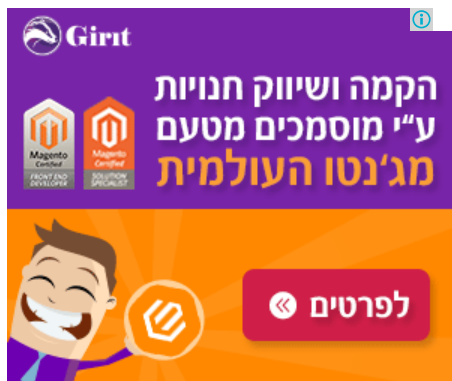 Girit
הקמה ושיווק חנויות
ע״י מוסמכים מטעם
מג׳נטו העולמית
Magento
Certified
FRONT END
DEVELOPER
Magento
Certified
SOLUTION
SPECIALIST
לפרטים